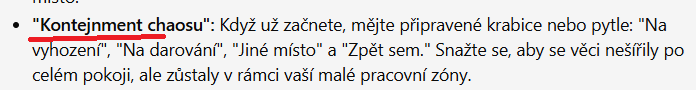 • "Kontejnment chaosu": Když už začnete, mějte připravené krabice nebo pytle: "Na
vyhození", "Na darování", "Jiné místo" a "Zpět sem." Snažte se, aby se věci nešířily po
celém pokoji, ale zůstaly v rámci vaší malé pracovní zóny.